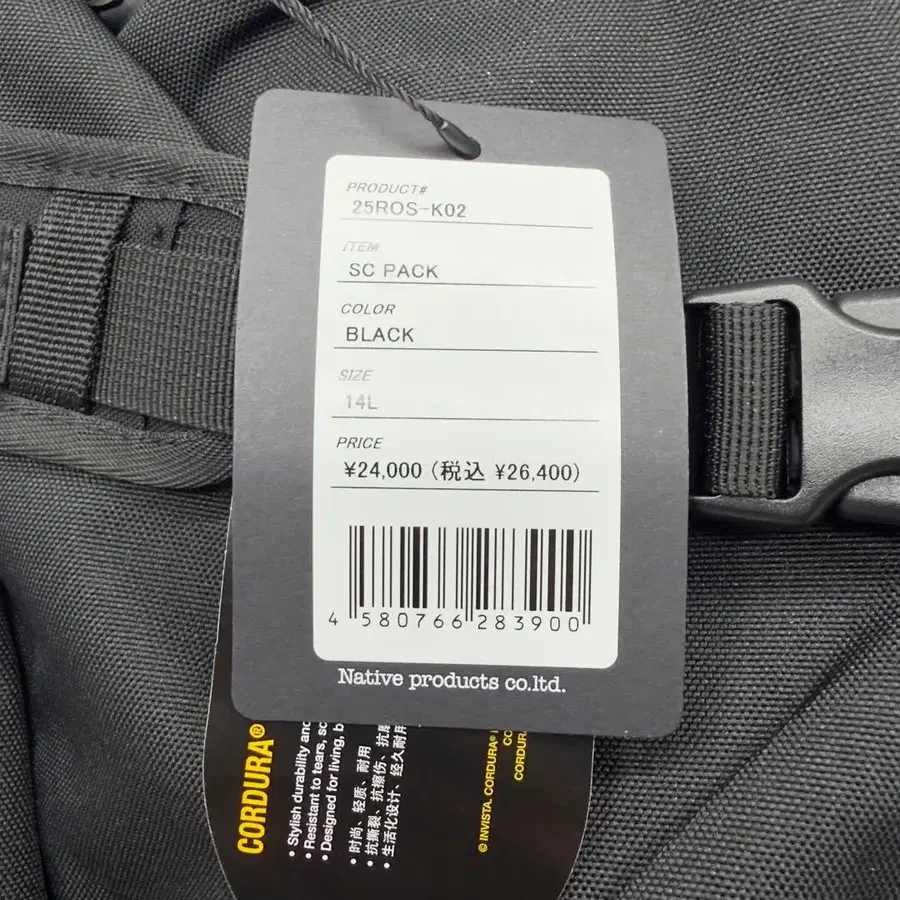 PRODUCT#
25ROS-K02
ITEM
SC PACK
COLOR
BLACK
SIZE
14L
PRICE
¥24,000 (税込 ¥26,400)
4 580766 283900
Native products co.ltd.
CORDURA®
• Stylish durability and
• Resistant to tears, sc
• Designed for living, b
• 时尚、轻质、耐用
• 抗撕裂、抗擦伤、抗磨
• 生活化设计、经久耐用
© INVISTA. CORDURA®
CO
CORDURA